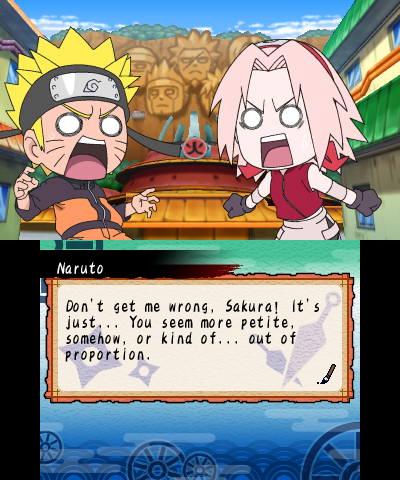 火
Naruto
Don't get me wrong, Sakura! It's
just... You seem more petite,
somehow, or kind of... out of
proportion.